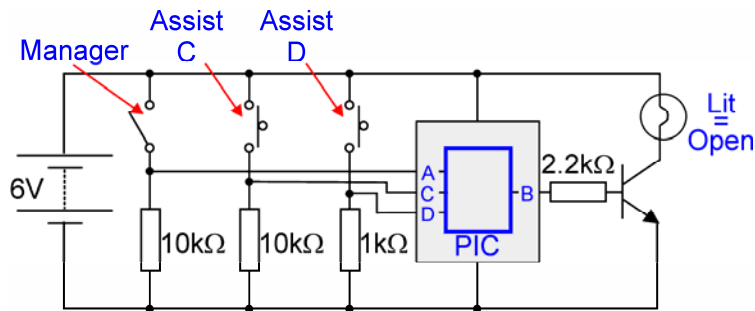 Assist
C
Assist
D
Manager
Lit
=
Open
6V
A
C
D
B
2.2kΩ
PIC
10kΩ
10kΩ
1kΩ